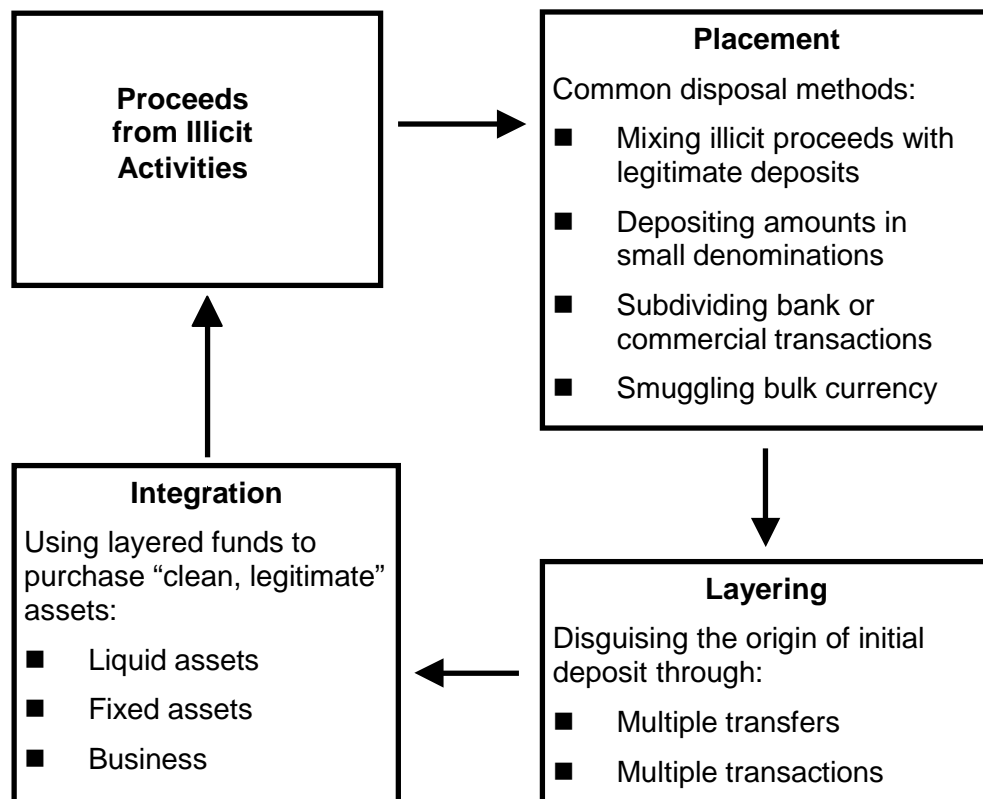 Proceeds
from Illicit
Activities
Placement
Common disposal methods:
■ Mixing illicit proceeds with
legitimate deposits
■ Depositing amounts in
small denominations
■ Subdividing bank or
commercial transactions
■ Smuggling bulk currency
Layering
Disguising the origin of initial
deposit through:
■ Multiple transfers
■ Multiple transactions
Integration
Using layered funds to
purchase “clean, legitimate”
assets:
■ Liquid assets
■ Fixed assets
■ Business